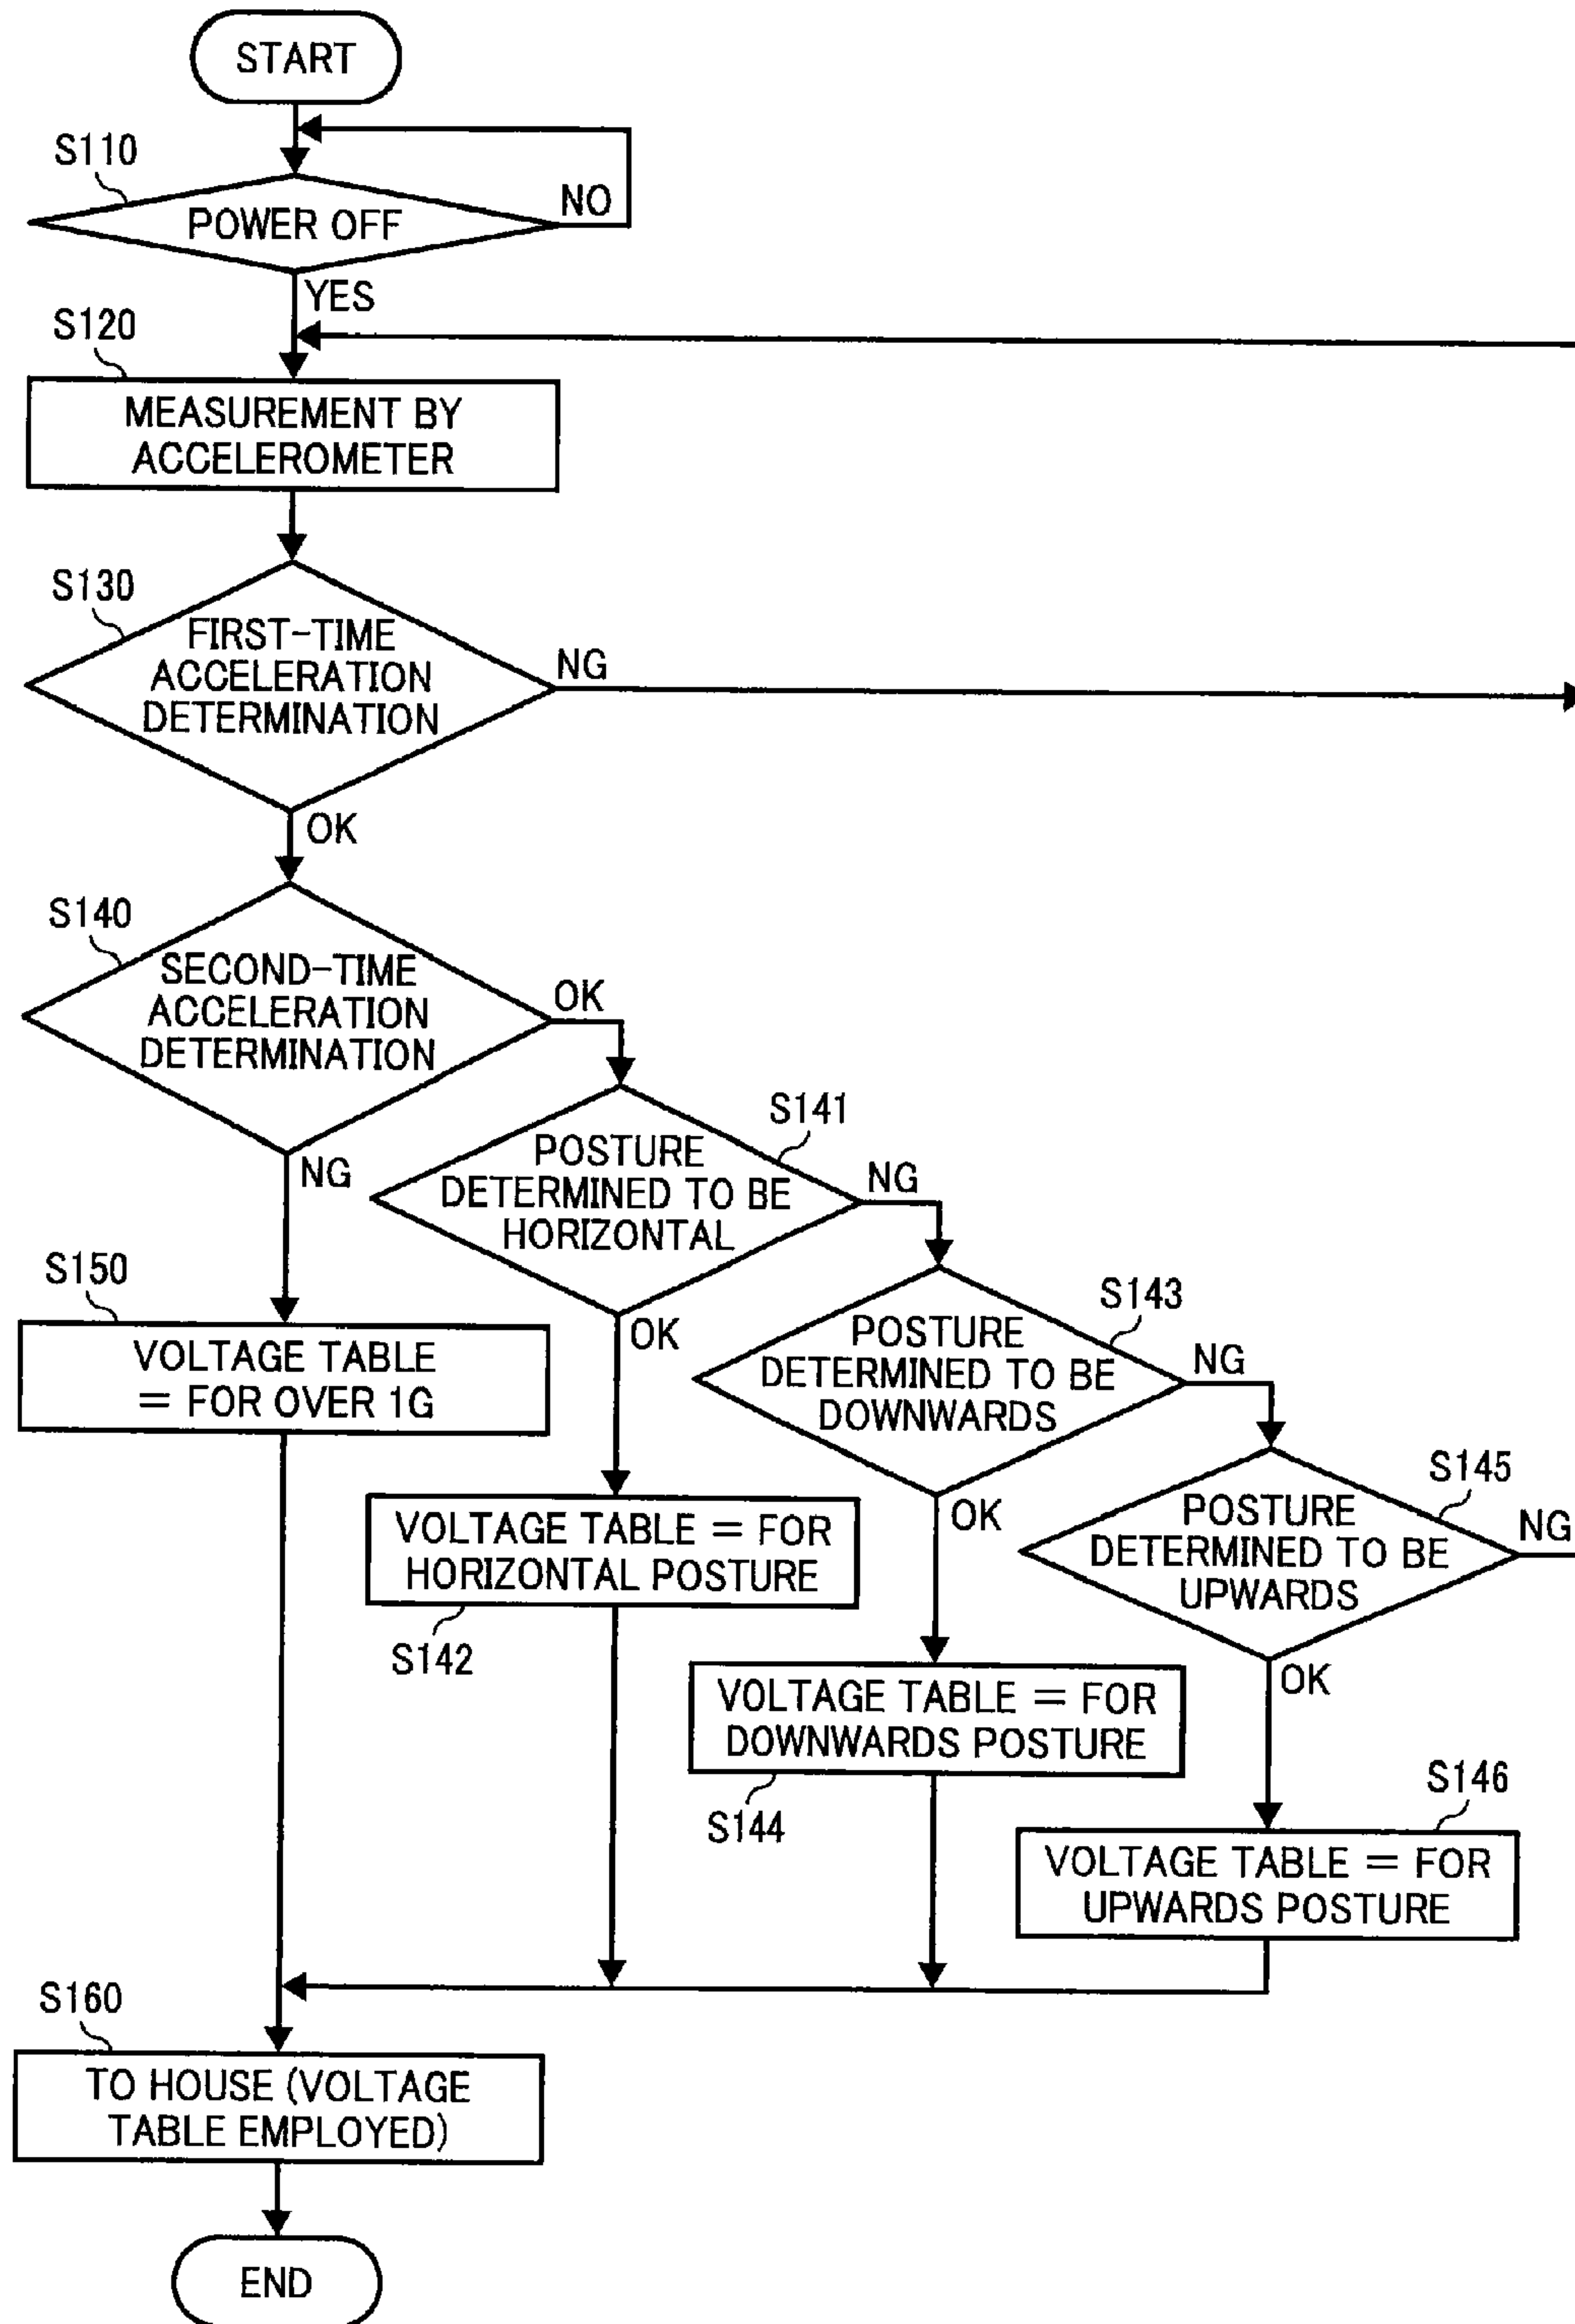 START
S110
POWER OFF
NO
YES
S120
MEASUREMENT BY
ACCELEROMETER
S130
FIRST-TIME
ACCELERATION
DETERMINATION
NG
OK
S140
SECOND-TIME
ACCELERATION
DETERMINATION
OK
NG
S141
POSTURE
DETERMINED TO BE
HORIZONTAL
NG
OK
S150
VOLTAGE TABLE
= FOR OVER 1G
S143
POSTURE
DETERMINED TO BE
DOWNWARDS
NG
OK
VOLTAGE TABLE = FOR
HORIZONTAL POSTURE
S142
S145
POSTURE
DETERMINED TO BE
UPWARDS
NG
OK
VOLTAGE TABLE = FOR
DOWNWARDS POSTURE
S144
S146
VOLTAGE TABLE = FOR
UPWARDS POSTURE
S160
TO HOUSE (VOLTAGE
TABLE EMPLOYED)
END